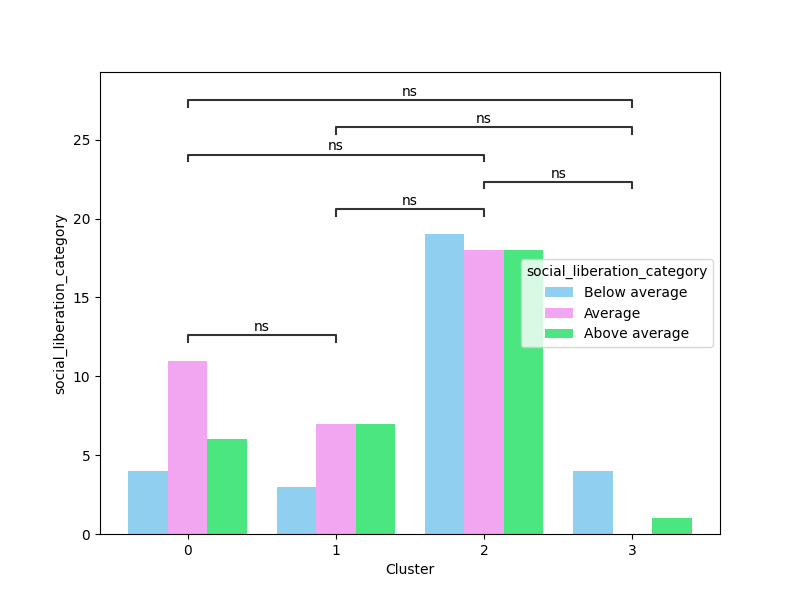 ns
ns
ns
ns
ns
ns
social_liberation_category
Below average
Average
Above average
25
20
15
10
5
0
social_liberation_category
0 1 2 3
Cluster